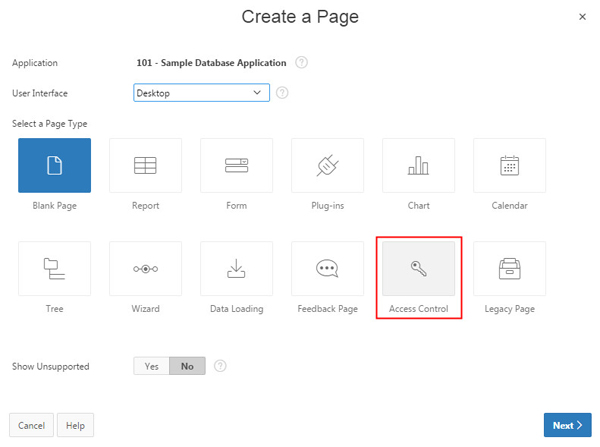 Create a Page
Application 101 - Sample Database Application ?
User Interface Desktop ?
Select a Page Type
Blank Page Report Form Plug-ins Chart Calendar
Tree Wizard Data Loading Feedback Page Access Control Legacy Page
Show Unsupported Yes No ?
Cancel Help Next >